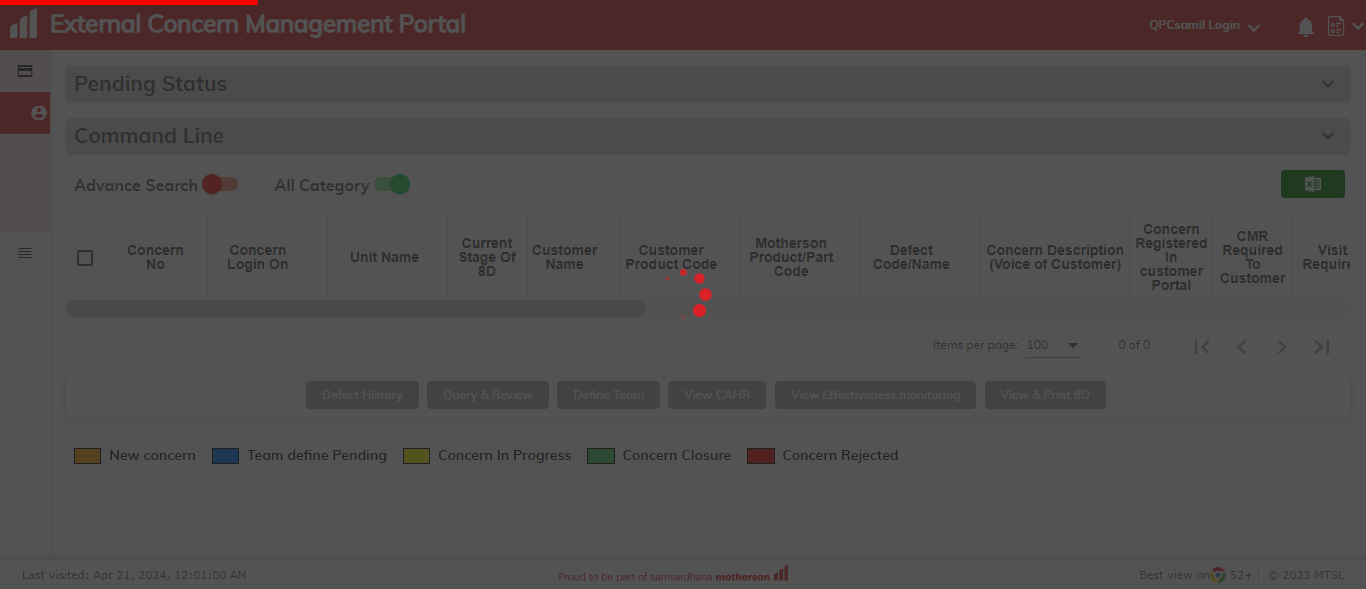 External Concern Management Portal
QPCsamil Login
Pending Status
Command Line
Advance Search
All Category
Concern No
Concern Login On
Unit Name
Current Stage Of 8D
Customer Name
Customer Product Code
Motherson Product/Part Code
Defect Code/Name
Concern Description (Voice of Customer)
Concern Registered In customer Portal
CMR Required To Customer
Visit Require
Items per page: 100
0 of 0
Defect History
Query & Review
Define Team
View CAHR
View Effectiveness monitoring
View & Print 8D
New concern
Team define Pending
Concern In Progress
Concern Closure
Concern Rejected
Last visited: Apr 21, 2024, 12:01:00 AM
Proud to be part of samvardhana motherson
Best view on 52+
© 2023 MTSL